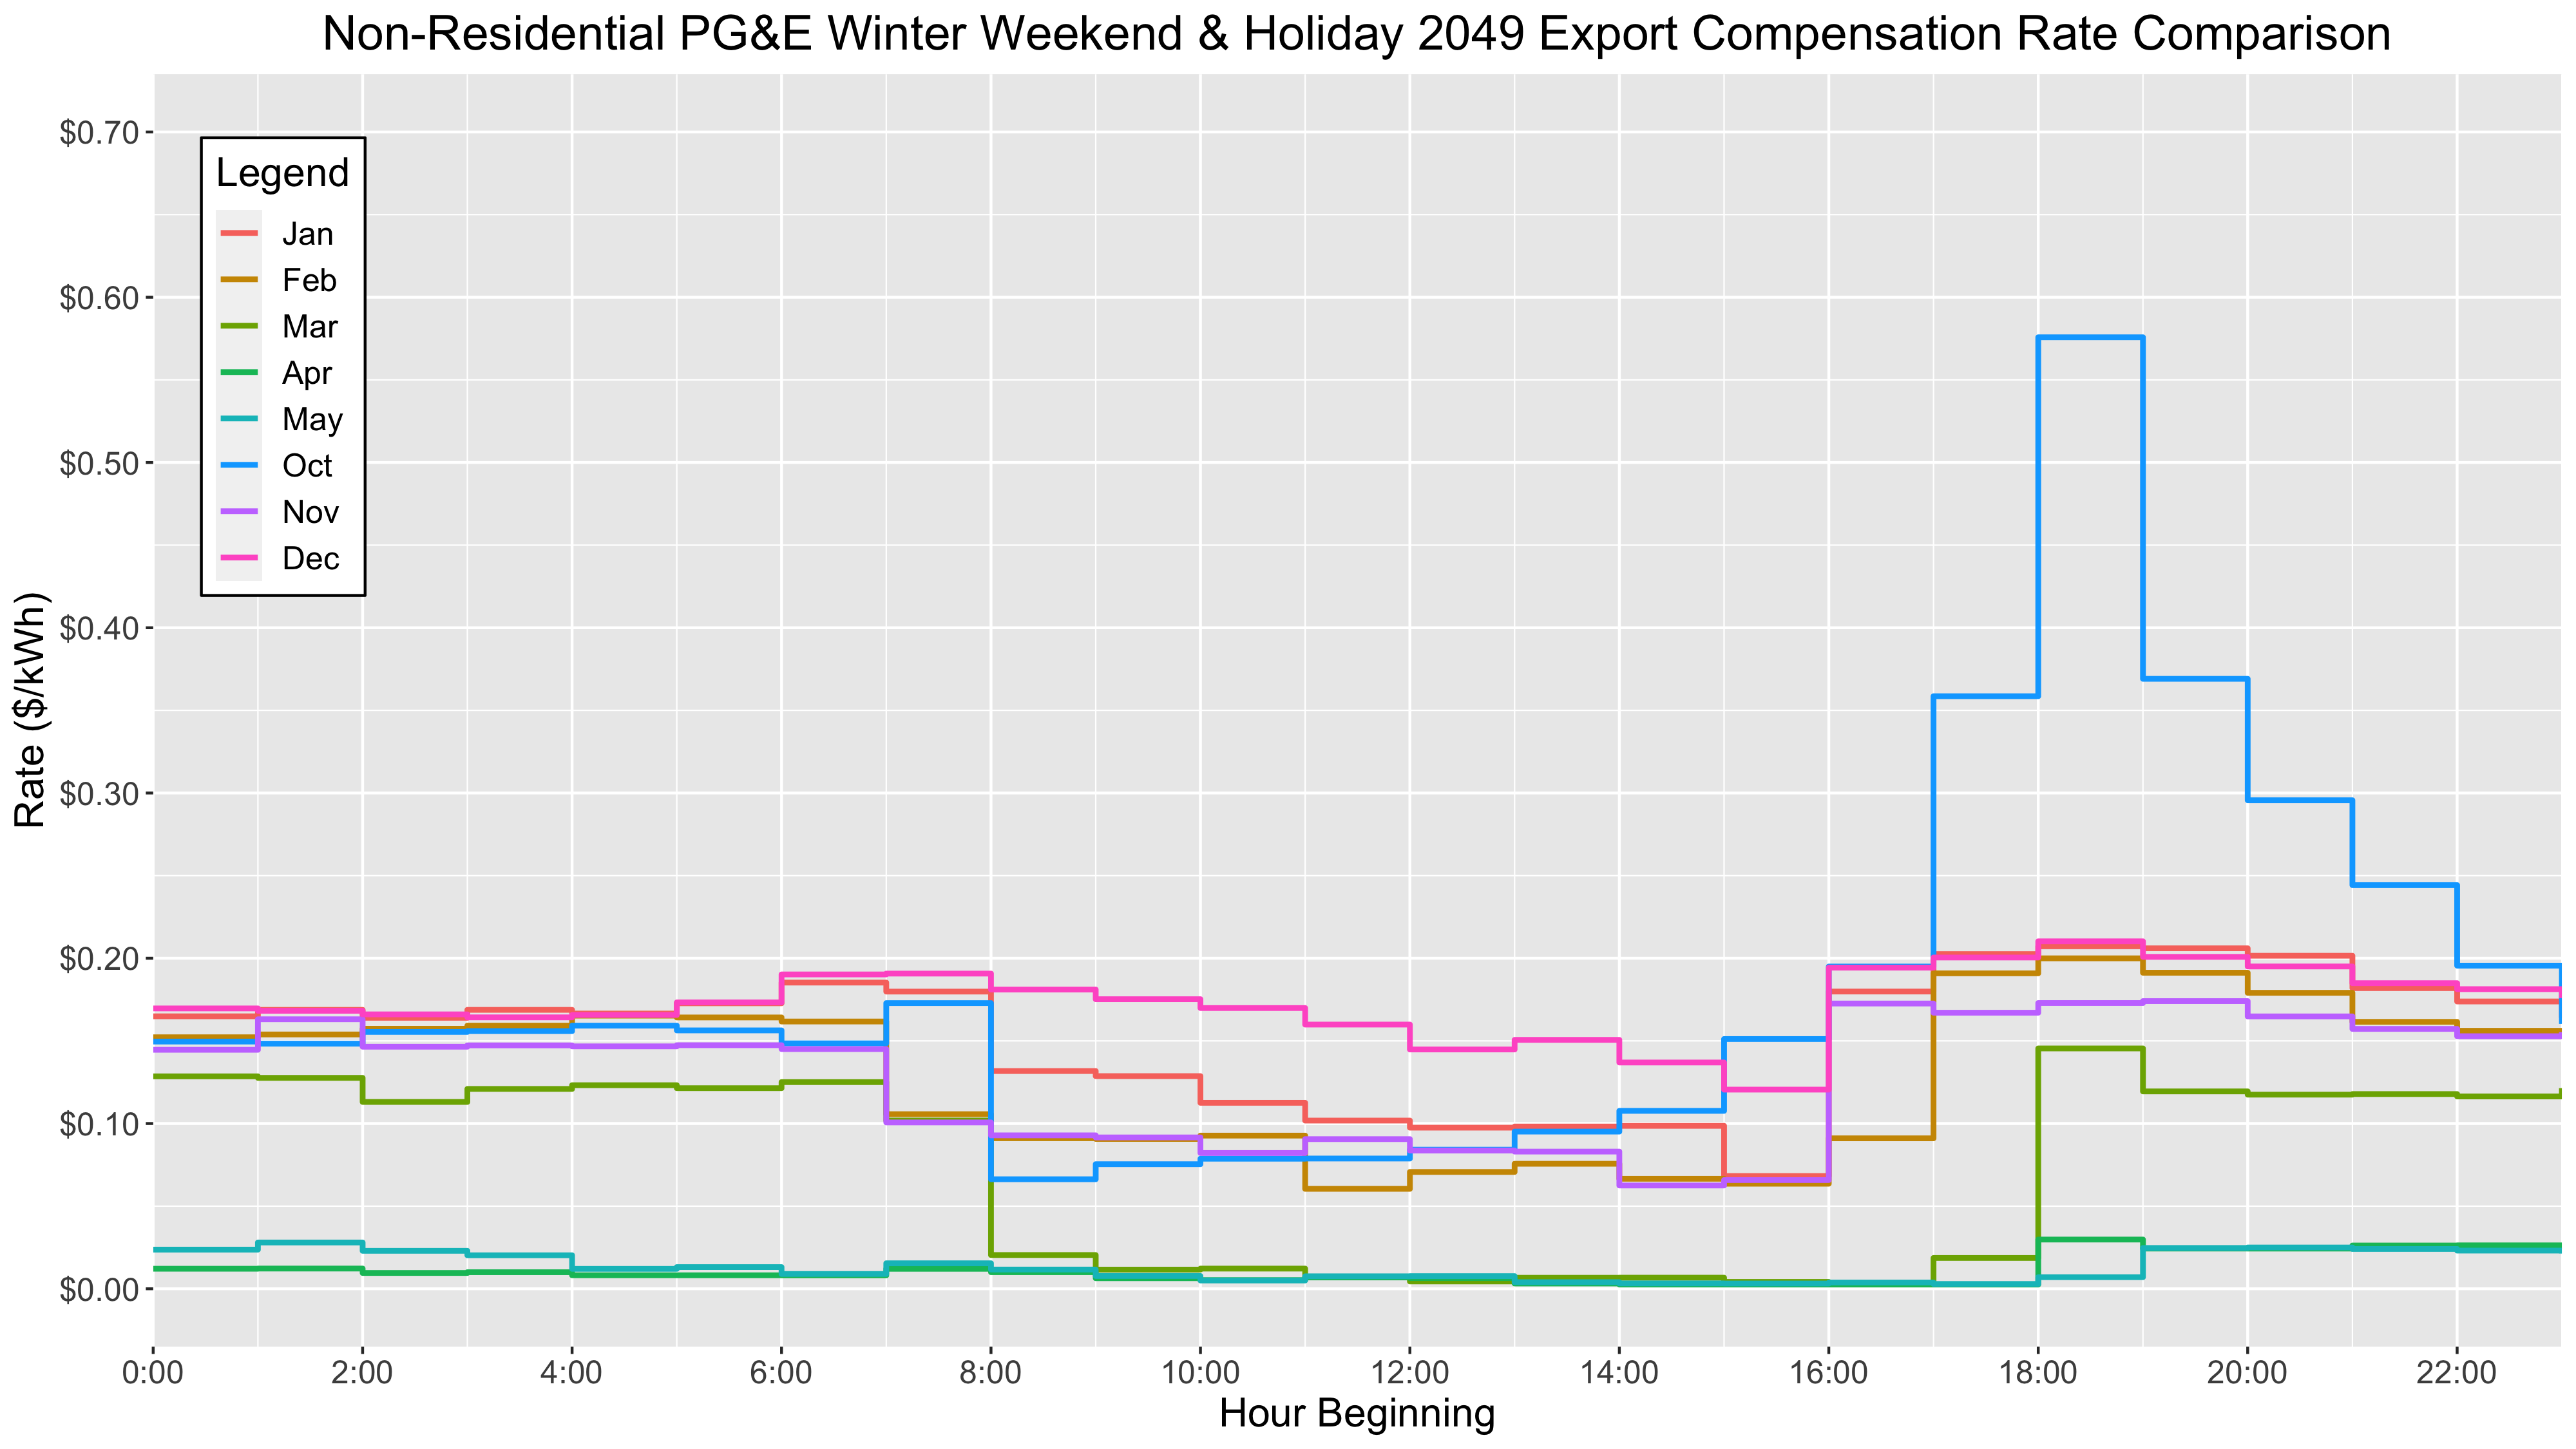 Non-Residential PG&E Winter Weekend & Holiday 2049 Export Compensation Rate Comparison
Rate ($/kWh)
$0.70
$0.60
$0.50
$0.40
$0.30
$0.20
$0.10
$0.00
Legend
Jan
Feb
Mar
Apr
May
Oct
Nov
Dec
0:00 2:00 4:00 6:00 8:00 10:00 12:00 14:00 16:00 18:00 20:00 22:00
Hour Beginning